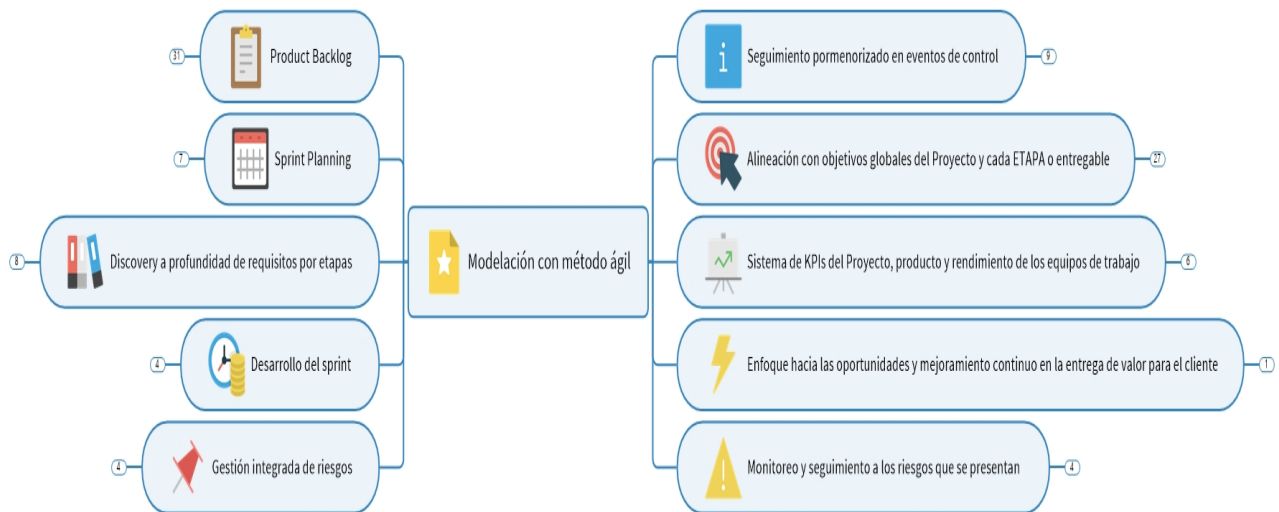 31
Product Backlog
7
Sprint Planning
8
Discovery a profundidad de requisitos por etapas
4
Desarrollo del sprint
4
Gestión integrada de riesgos
Modelación con método ágil
Seguimiento pormenorizado en eventos de control
9
Alineación con objetivos globales del Proyecto y cada ETAPA o entregable
27
Sistema de KPIs del Proyecto, producto y rendimiento de los equipos de trabajo
6
Enfoque hacia las oportunidades y mejoramiento continuo en la entrega de valor para el cliente
1
Monitoreo y seguimiento a los riesgos que se presentan
4